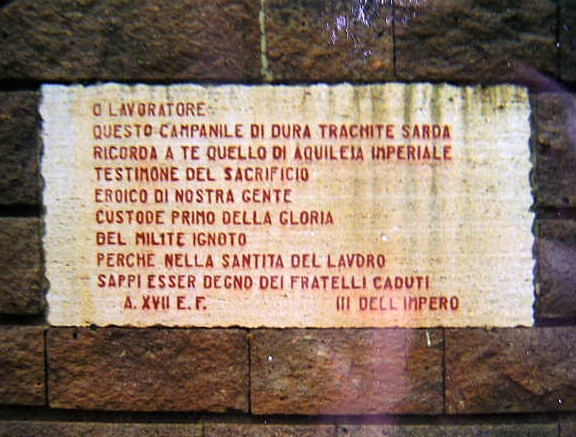 O LAVORATORE
QUESTO CAMPANILE DI DURA TRACHITE SARDA
RICORDA A TE QUELLO DI AQUILEIA IMPERIALE
TESTIMONE DEL SACRIFICIO
EROICO DI NOSTRA GENTE
CUSTODE PRIMO DELLA GLORIA
DEL MILITE IGNOTO
PERCHE NELLA SANTITA DEL LAVORO
SAPPI ESSER DEGNO DEI FRATELLI CADUTI
A. XVII E. F. III DELL'IMPERO